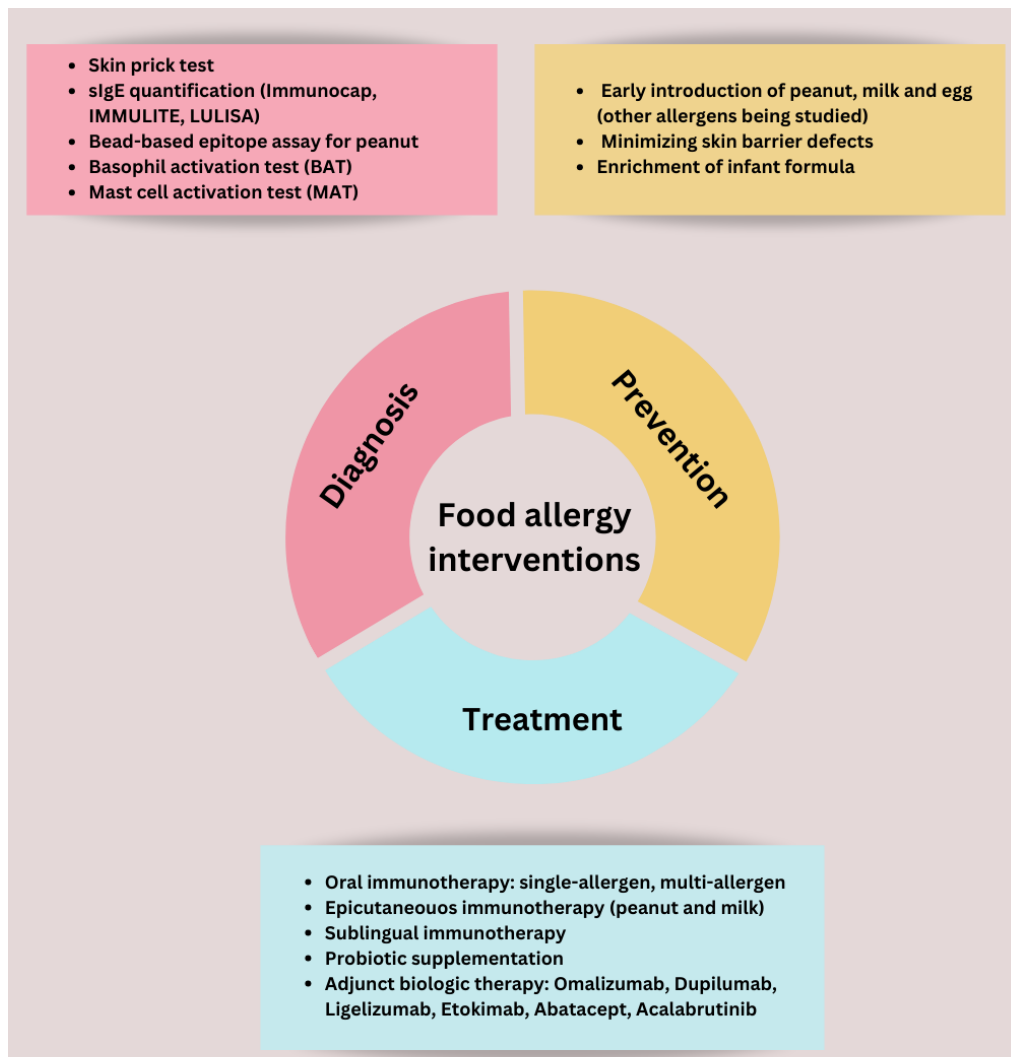 • Skin prick test
• sIgE quantification (Immunocap,
IMMULITE, LULISA)
• Bead-based epitope assay for peanut
• Basophil activation test (BAT)
• Mast cell activation test (MAT)
• Early introduction of peanut, milk and egg
(other allergens being studied)
• Minimizing skin barrier defects
• Enrichment of infant formula
Diagnosis
Prevention
Food allergy
interventions
Treatment
• Oral immunotherapy: single-allergen, multi-allergen
• Epicutaneouos immunotherapy (peanut and milk)
• Sublingual immunotherapy
• Probiotic supplementation
• Adjunct biologic therapy: Omalizumab, Dupilumab,
Ligelizumab, Etokimab, Abatacept, Acalabrutinib